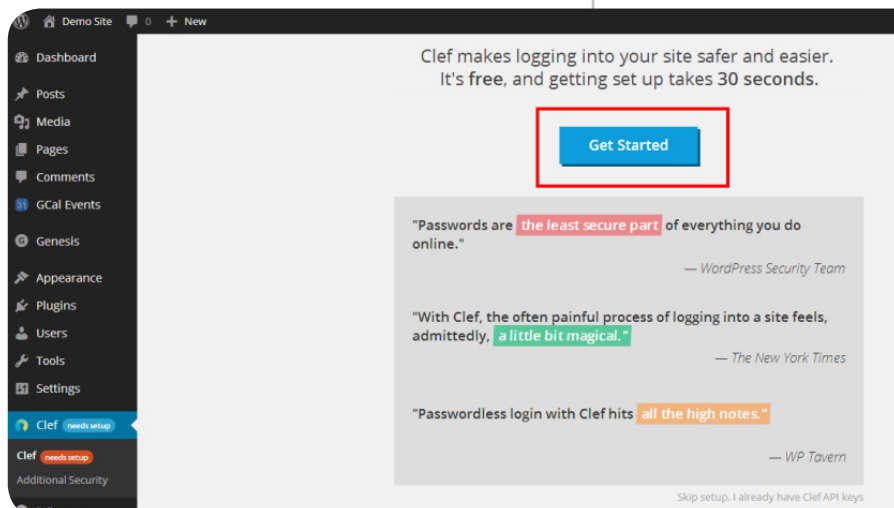 Demo Site 0 New
Dashboard
Posts
Media
Pages
Comments
31 GCal Events
Genesis
Appearance
Plugins
Users
Tools
Settings
Clef needs setup
Clef needs setup
Additional Security
Clef makes logging into your site safer and easier.
It's free, and getting set up takes 30 seconds.
Get Started
"Passwords are the least secure part of everything you do
online."
— WordPress Security Team
"With Clef, the often painful process of logging into a site feels,
admittedly, a little bit magical."
— The New York Times
"Passwordless login with Clef hits all the high notes."
— WP Tavern
Skip setup, I already have Clef API keys